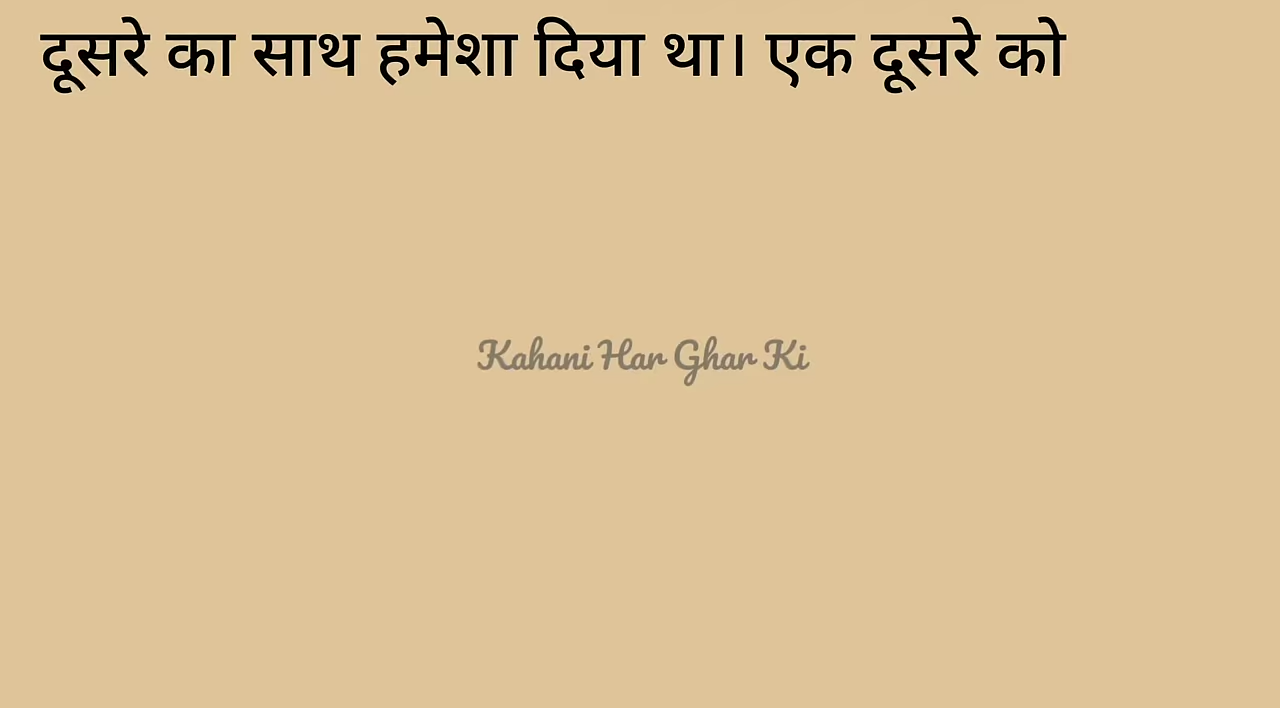 दूसरे का साथ हमेशा दिया था। एक दूसरे को
Kahani Har Ghar Ki